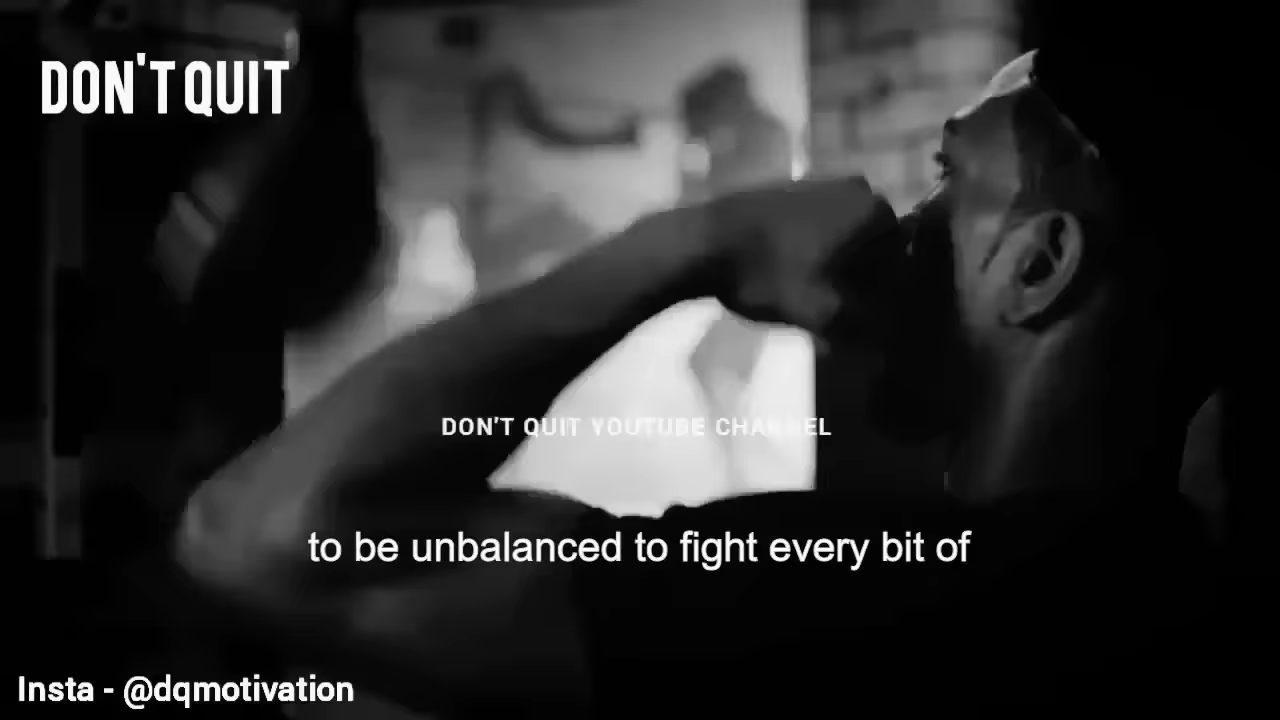 DON'T QUIT
DON'T QUIT YOUTUBE CHANNEL
to be unbalanced to fight every bit of
Insta - @dqmotivation